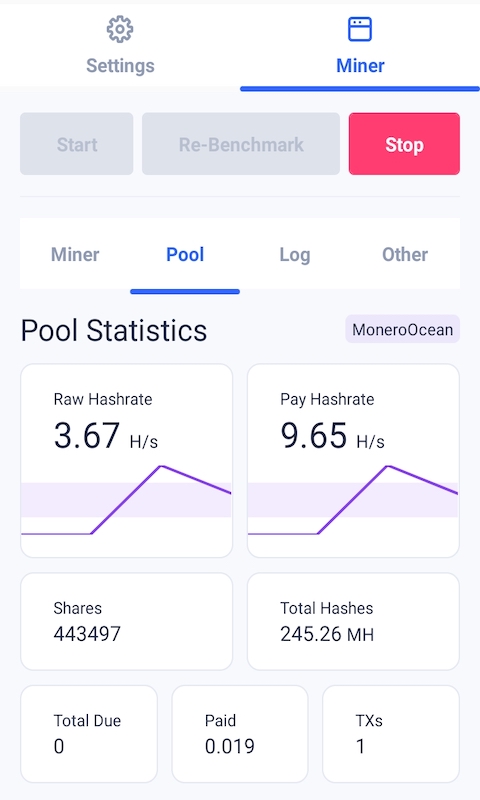 Settings
Miner
Start
Re-Benchmark
Stop
Miner
Pool
Log
Other
Pool Statistics
MoneroOcean
Raw Hashrate
3.67 H/s
Pay Hashrate
9.65 H/s
Shares
443497
Total Hashes
245.26 MH
Total Due
0
Paid
0.019
TXs
1